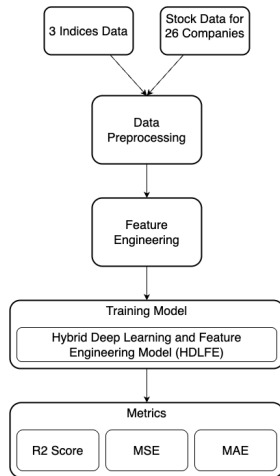 3 Indices Data
Stock Data for
26 Companies
Data
Preprocessing
Feature
Engineering
Training Model
Hybrid Deep Learning and Feature
Engineering Model (HDLFE)
Metrics
R2 Score
MSE
MAE